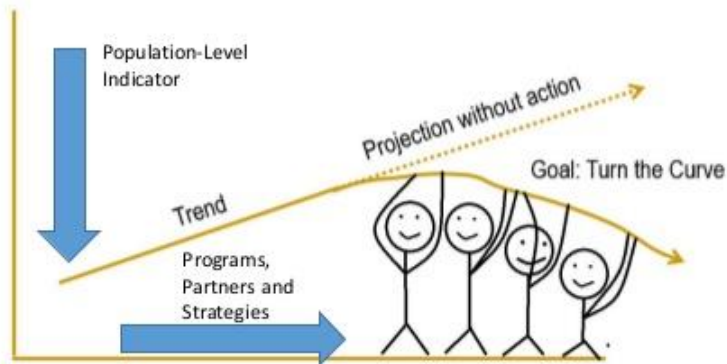 Population-Level
Indicator
Projection without action
Goal: Turn the Curve
Trend
Programs,
Partners and
Strategies